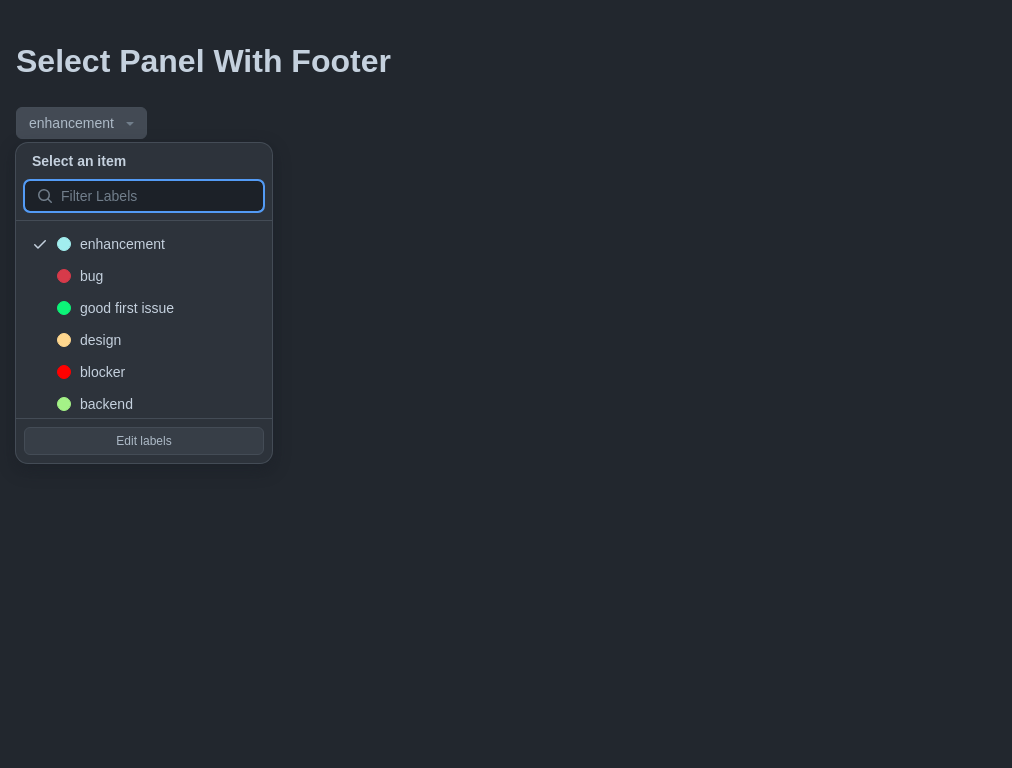 Select Panel With Footer
enhancement
Select an item
Filter Labels
enhancement
bug
good first issue
design
blocker
backend
Edit labels